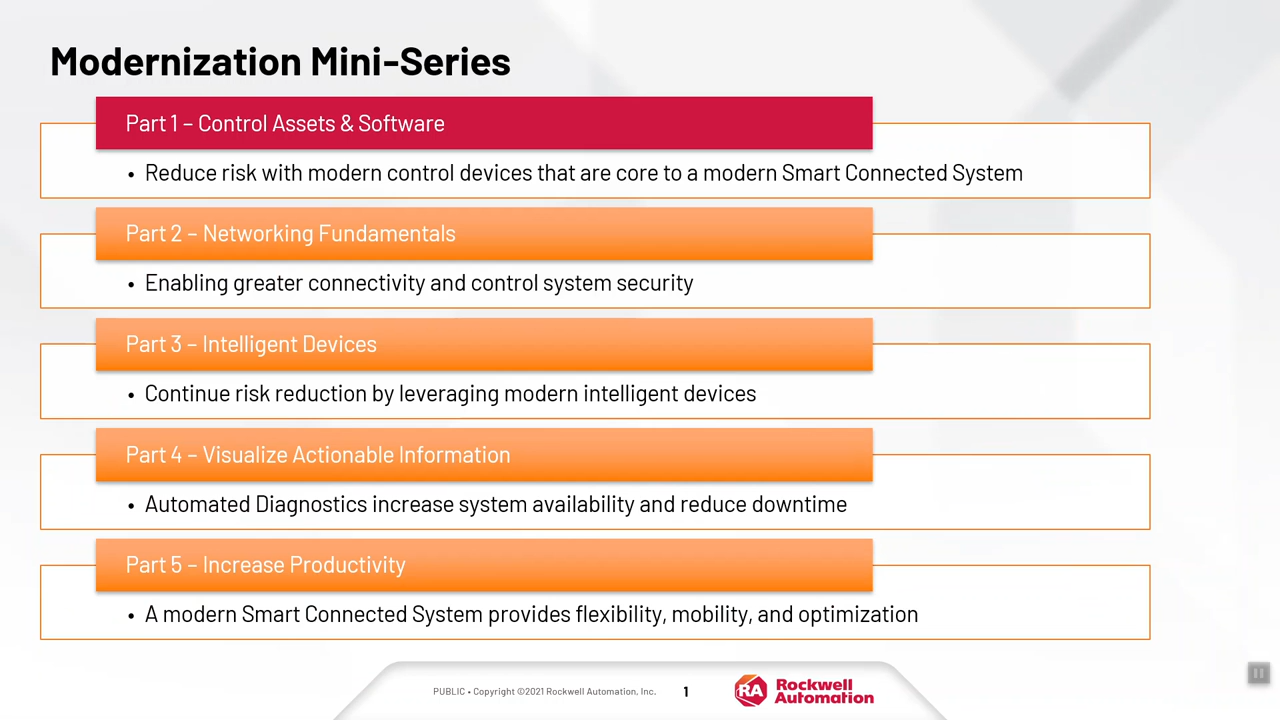 Modernization Mini-Series
Part 1 – Control Assets & Software
• Reduce risk with modern control devices that are core to a modern Smart Connected System
Part 2 – Networking Fundamentals
• Enabling greater connectivity and control system security
Part 3 – Intelligent Devices
• Continue risk reduction by leveraging modern intelligent devices
Part 4 – Visualize Actionable Information
• Automated Diagnostics increase system availability and reduce downtime
Part 5 – Increase Productivity
• A modern Smart Connected System provides flexibility, mobility, and optimization
PUBLIC • Copyright ©2021 Rockwell Automation, Inc.
1
RA
Rockwell
Automation